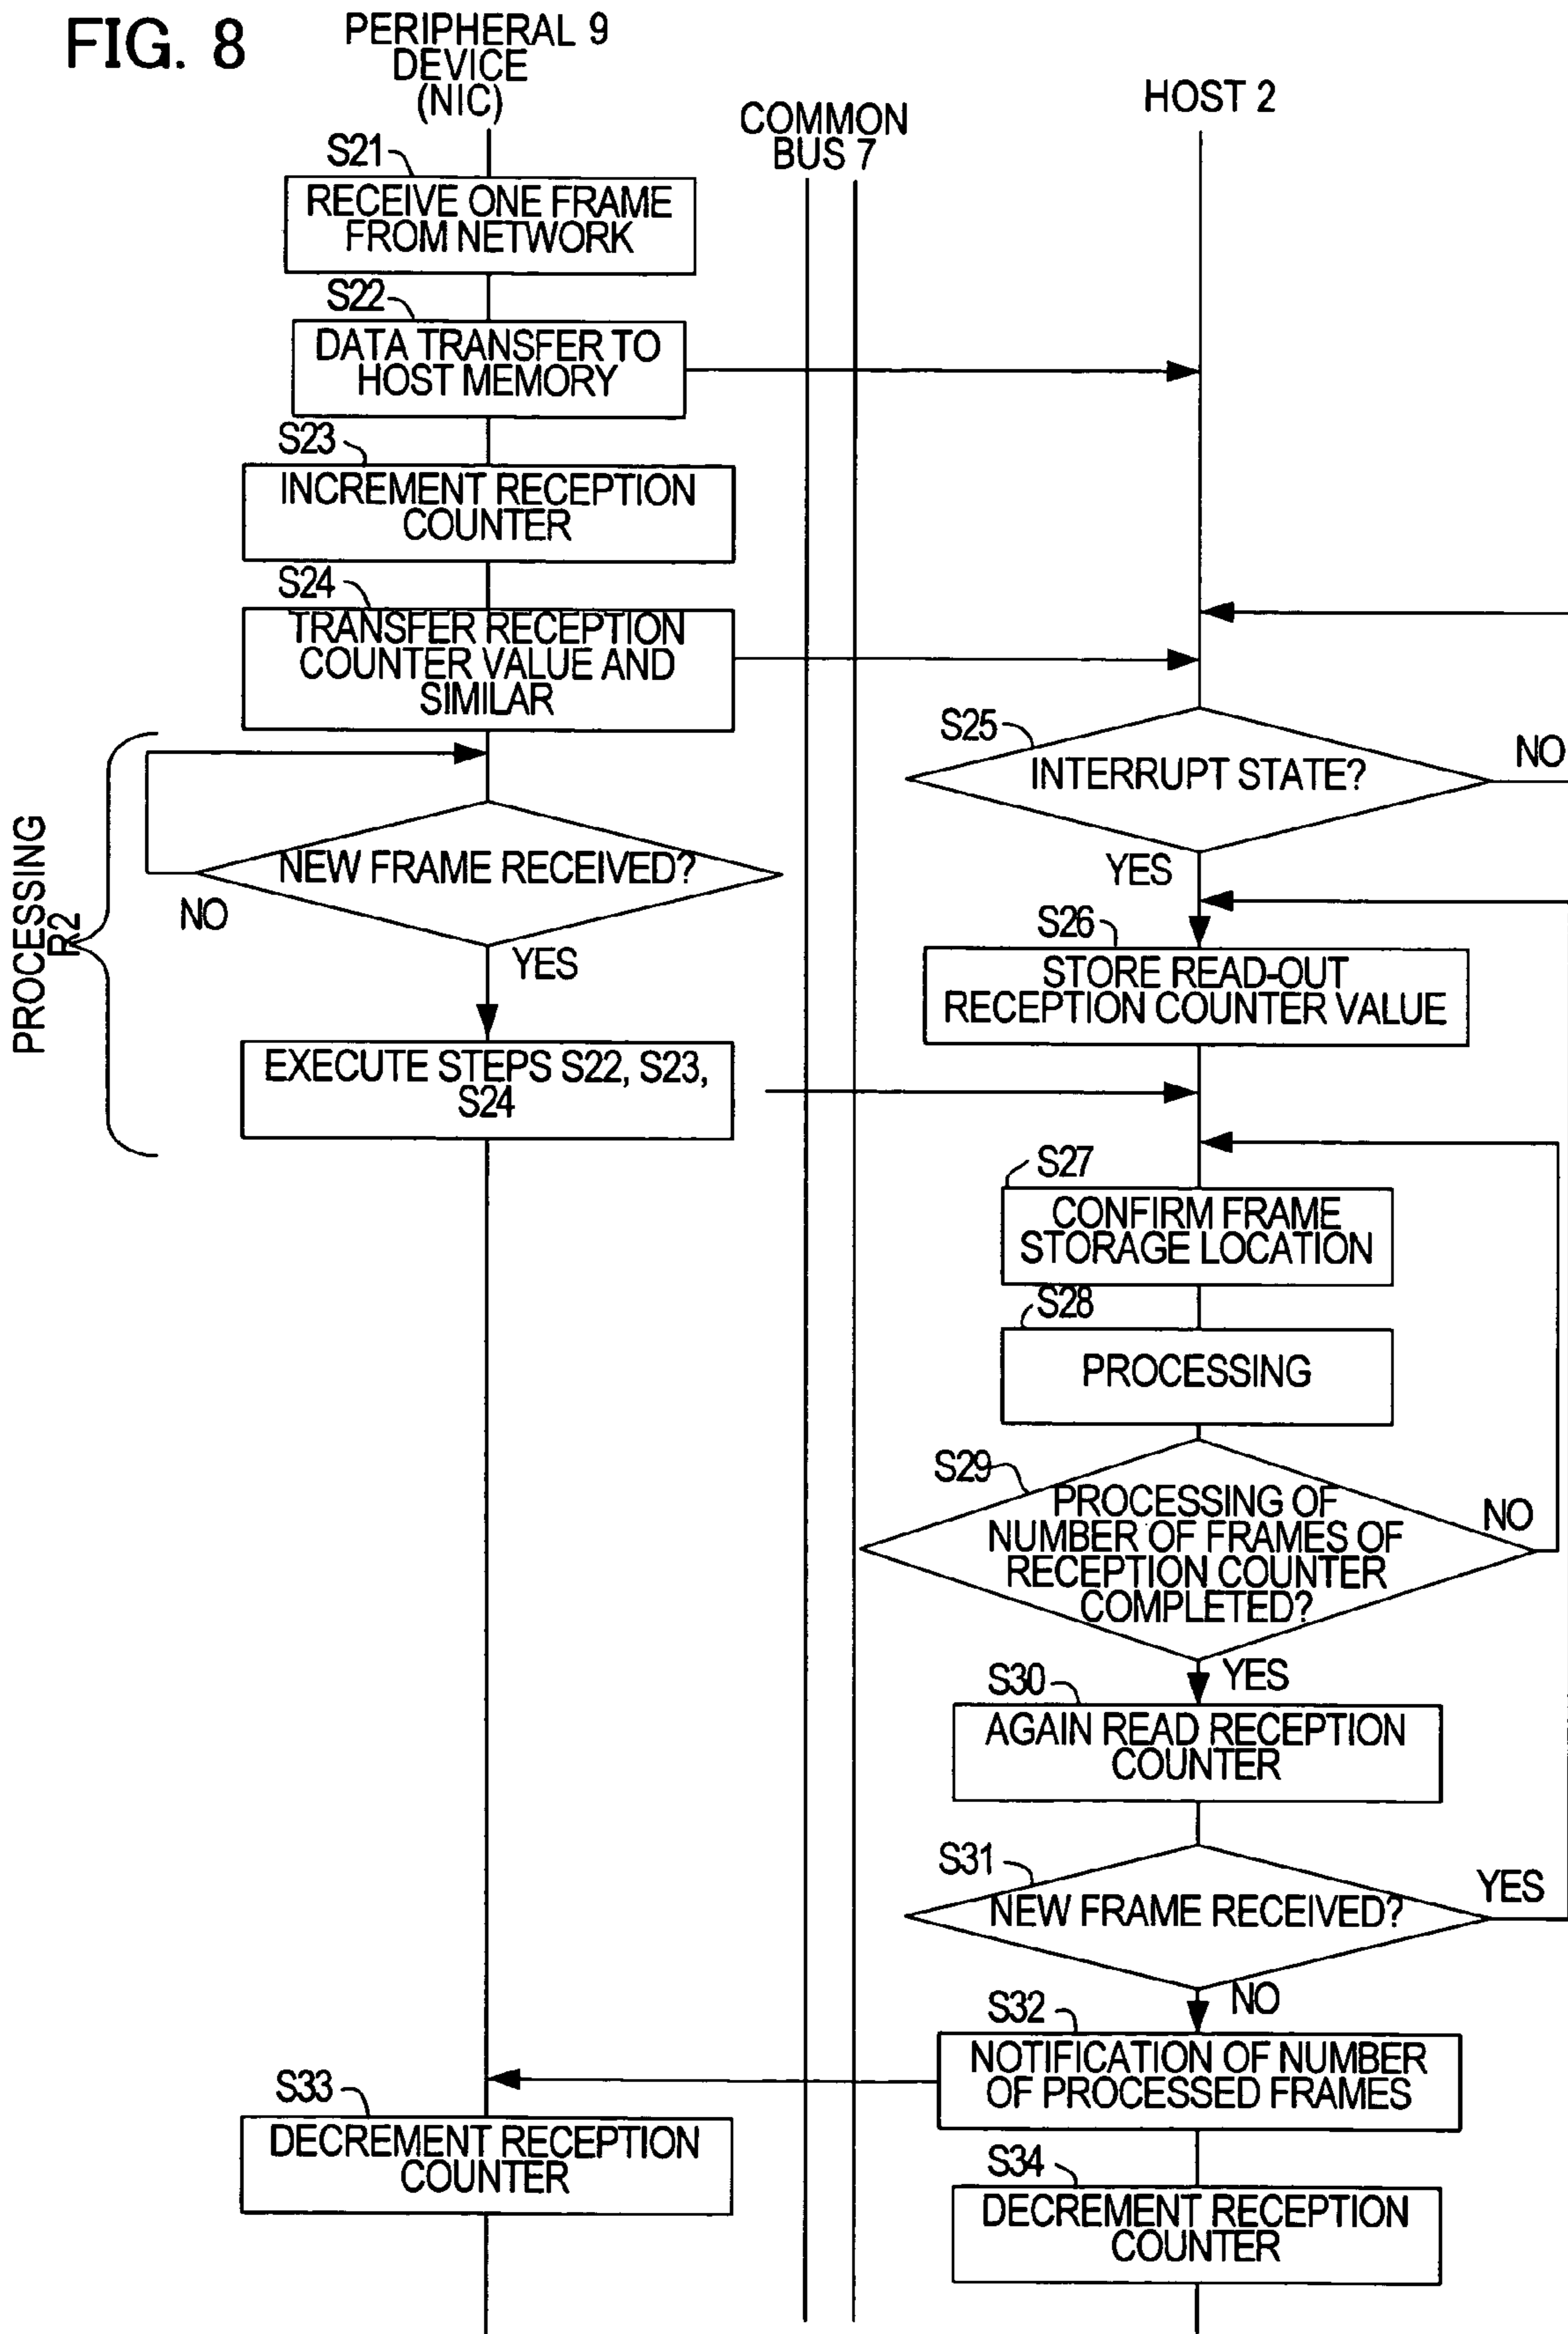 FIG. 8
PERIPHERAL 9
DEVICE
(NIC)
COMMON
BUS 7
HOST 2
S21
RECEIVE ONE FRAME
FROM NETWORK
S22
DATA TRANSFER TO
HOST MEMORY
S23
INCREMENT RECEPTION
COUNTER
S24
TRANSFER RECEPTION
COUNTER VALUE AND
SIMILAR
S25
INTERRUPT STATE?
NO
YES
PROCESSING
R2
NEW FRAME RECEIVED?
NO
YES
S26
STORE READ-OUT
RECEPTION COUNTER VALUE
EXECUTE STEPS S22, S23,
S24
S27
CONFIRM FRAME
STORAGE LOCATION
S28
PROCESSING
S29
PROCESSING OF
NUMBER OF FRAMES OF
RECEPTION COUNTER
COMPLETED?
NO
YES
S30
AGAIN READ RECEPTION
COUNTER
S31
NEW FRAME RECEIVED?
YES
NO
S32
NOTIFICATION OF NUMBER
OF PROCESSED FRAMES
S33
DECREMENT RECEPTION
COUNTER
S34
DECREMENT RECEPTION
COUNTER